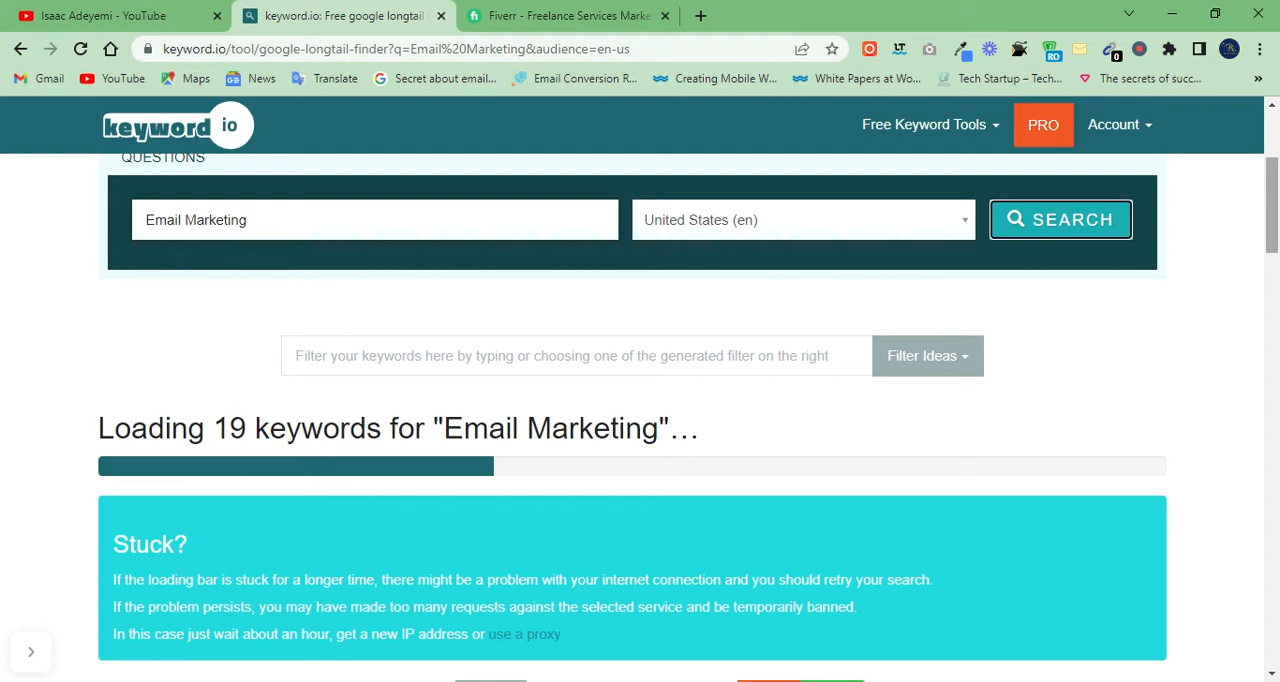 Isaac Adeyemi - YouTube
keyword.io: Free google longtail
Fiverr - Freelance Services Marke
keyword.io/tool/google-longtail-finder?q=Email%20Marketing&audience=en-us
LT
RO
0
Gmail
YouTube
Maps
GB
News
Translate
Secret about email...
Email Conversion R...
Creating Mobile W...
White Papers at Wo...
Tech Startup – Tech...
The secrets of succ...
»
keyword io
Free Keyword Tools
PRO
Account
QUESTIONS
Email Marketing
United States (en)
SEARCH
Filter your keywords here by typing or choosing one of the generated filter on the right
Filter Ideas
Loading 19 keywords for "Email Marketing"…
Stuck?
If the loading bar is stuck for a longer time, there might be a problem with your internet connection and you should retry your search.
If the problem persists, you may have made too many requests against the selected service and be temporarily banned.
In this case just wait about an hour, get a new IP address or use a proxy